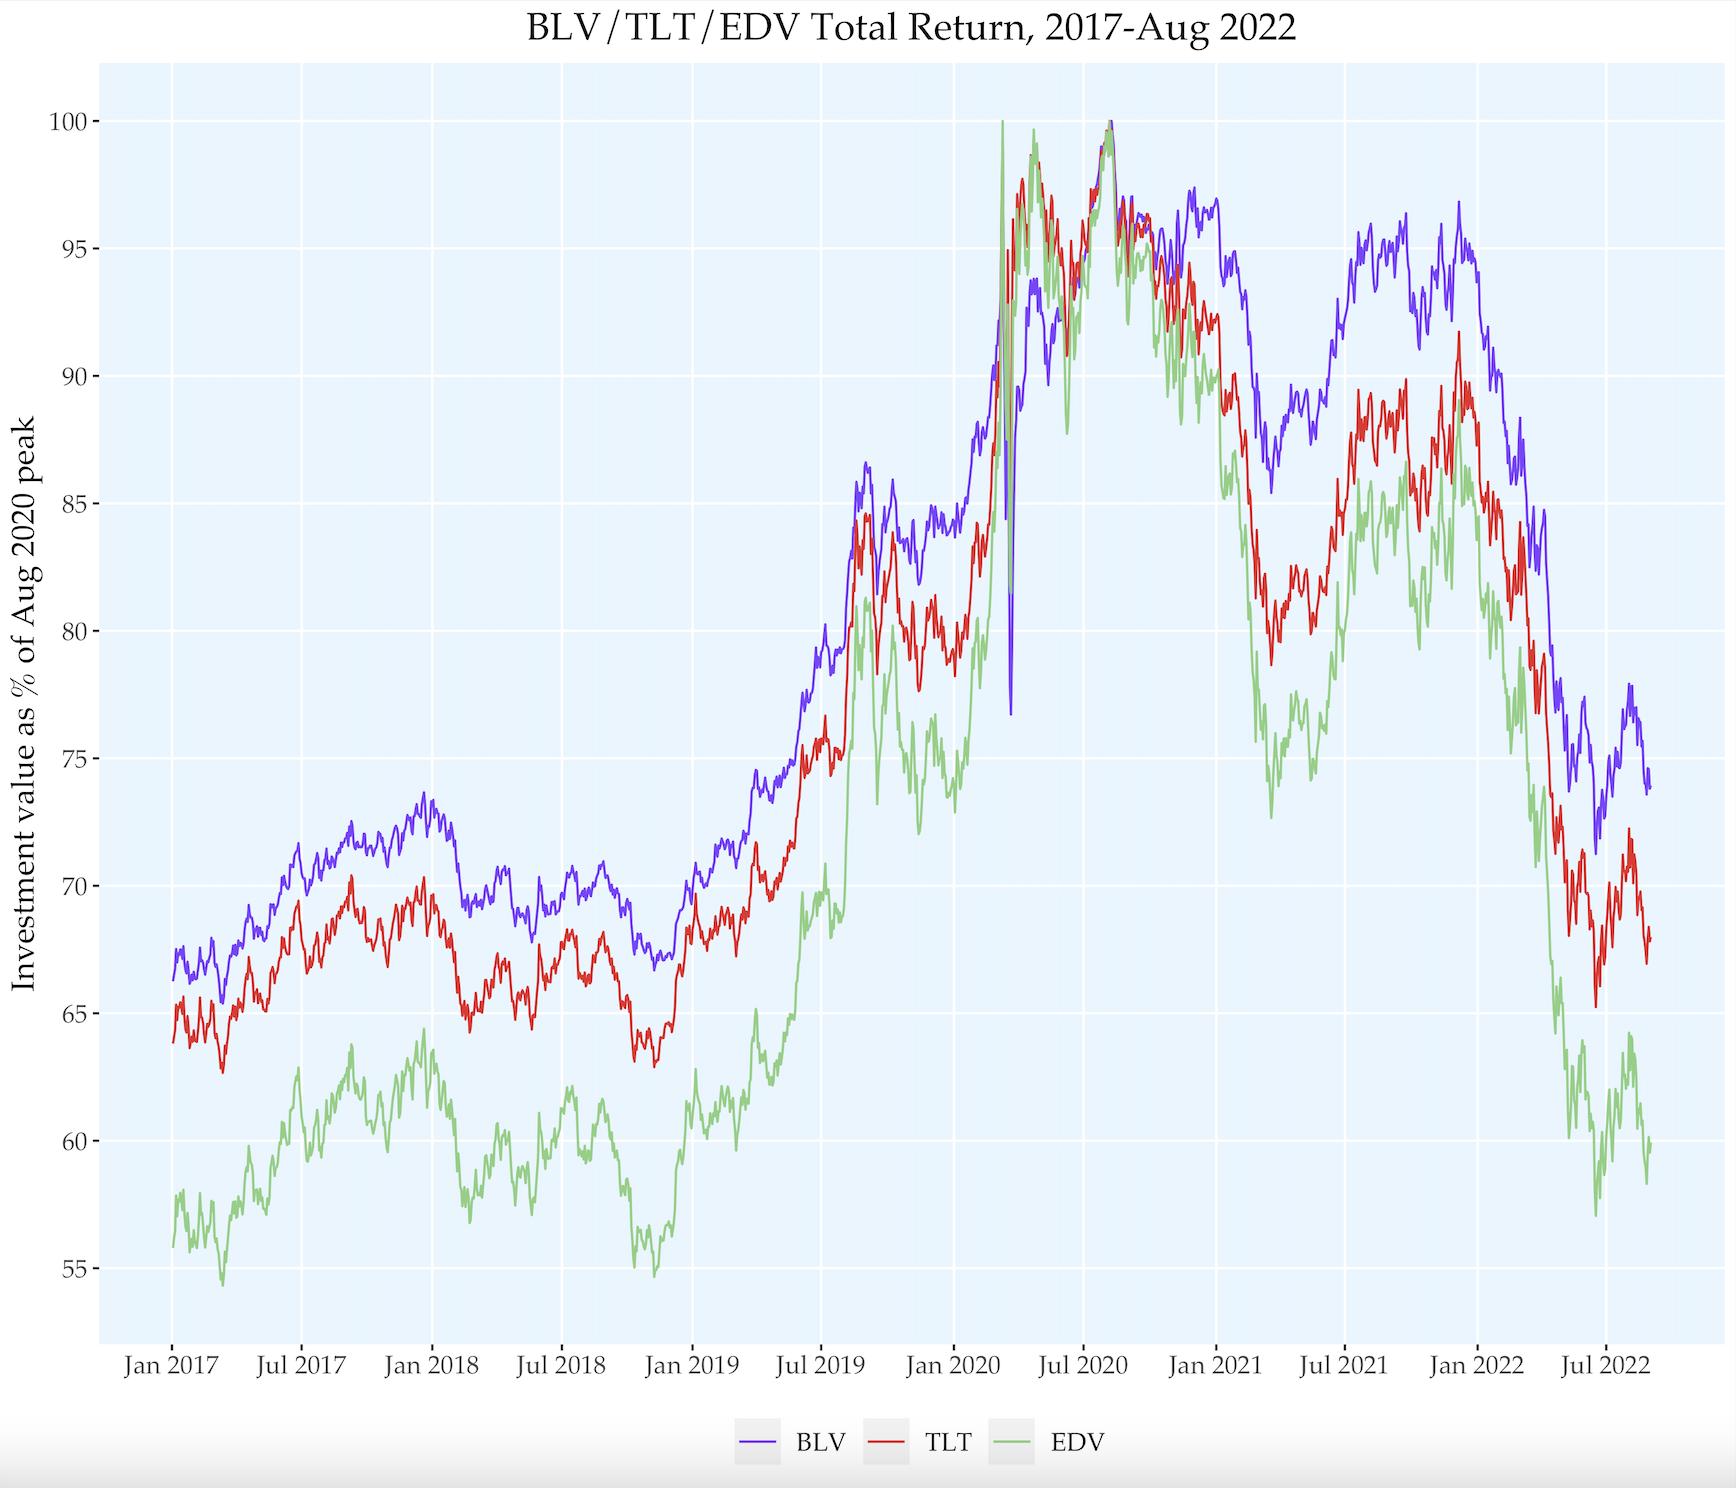 BLV/TLT/EDV Total Return, 2017-Aug 2022
Investment value as % of Aug 2020 peak
100
95
90
85
80
75
70
65
60
55
Jan 2017 Jul 2017 Jan 2018 Jul 2018 Jan 2019 Jul 2019 Jan 2020 Jul 2020 Jan 2021 Jul 2021 Jan 2022 Jul 2022
BLV TLT EDV